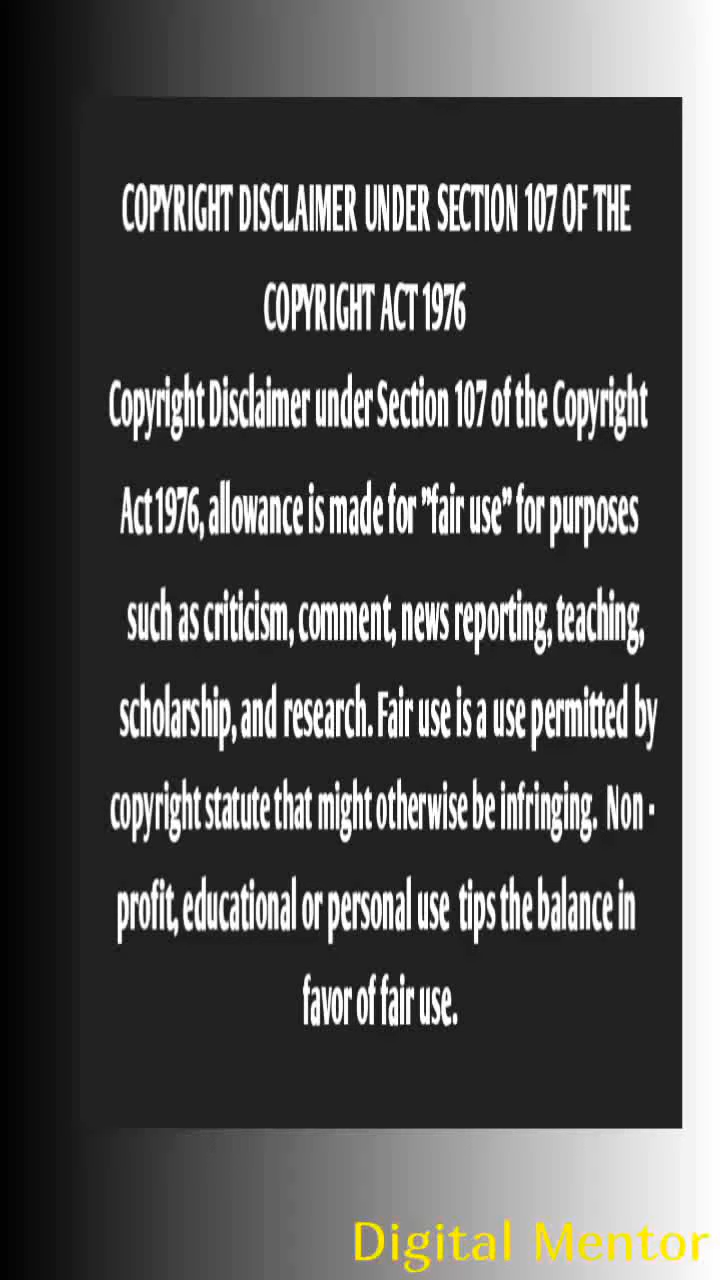 COPYRIGHT DISCLAIMER UNDER SECTION 107 OF THE
COPYRIGHT ACT 1976
Copyright Disclaimer under Section 107 of the Copyright
Act 1976, allowance is made for ”fair use” for purposes
such as criticism, comment, news reporting, teaching,
scholarship, and research. Fair use is a use permitted by
copyright statute that might otherwise be infringing. Non -
profit, educational or personal use tips the balance in
favor of fair use.
Digital Mentor